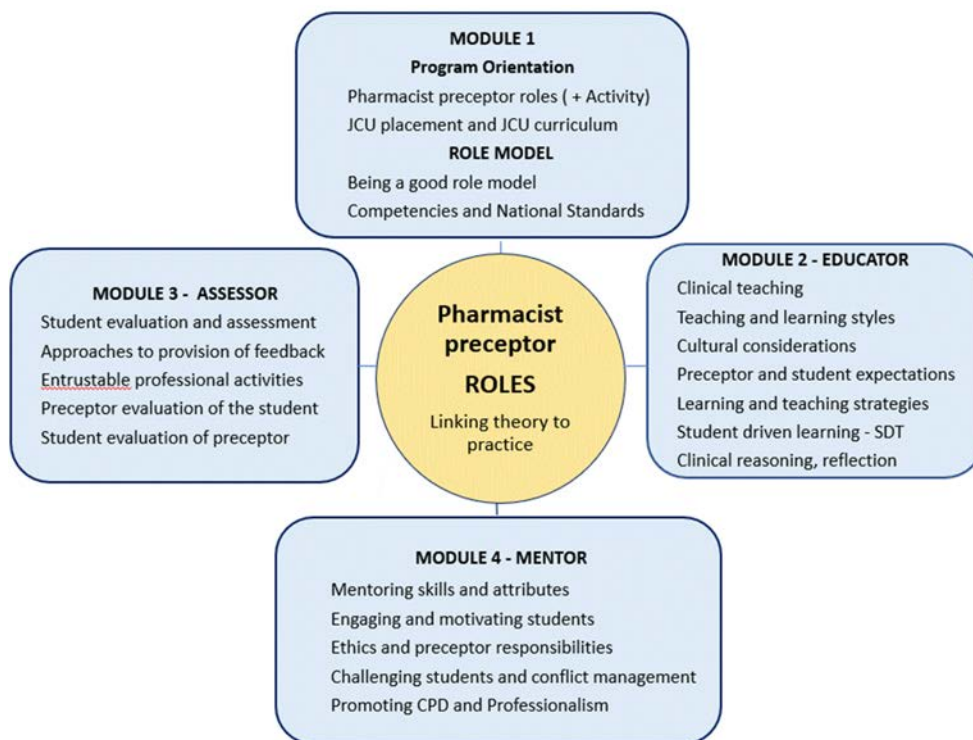 MODULE 1
Program Orientation
Pharmacist preceptor roles ( + Activity)
JCU placement and JCU curriculum
ROLE MODEL
Being a good role model
Competencies and National Standards
MODULE 3 - ASSESSOR
Student evaluation and assessment
Approaches to provision of feedback
Entrustable professional activities
Preceptor evaluation of the student
Student evaluation of preceptor
Pharmacist
preceptor
ROLES
Linking theory to
practice
MODULE 2 - EDUCATOR
Clinical teaching
Teaching and learning styles
Cultural considerations
Preceptor and student expectations
Learning and teaching strategies
Student driven learning - SDT
Clinical reasoning, reflection
MODULE 4 - MENTOR
Mentoring skills and attributes
Engaging and motivating students
Ethics and preceptor responsibilities
Challenging students and conflict management
Promoting CPD and Professionalism